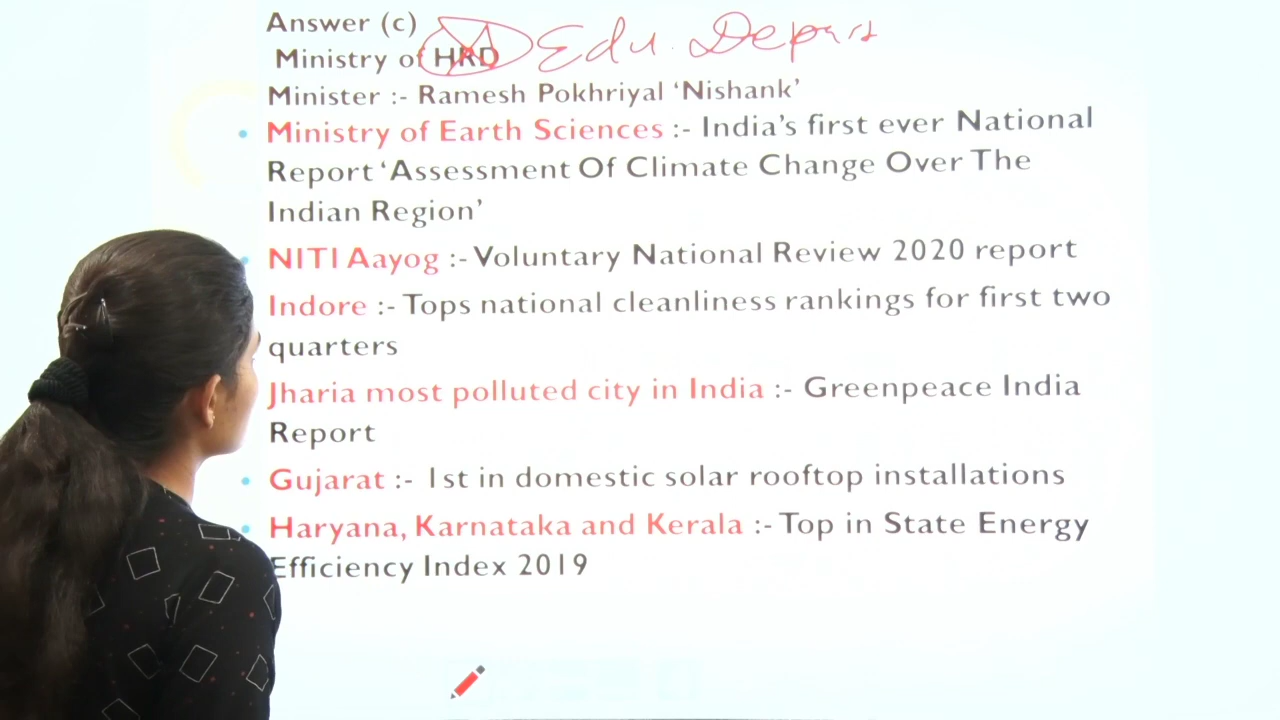 Answer (c)
Ministry of HRD Edu. Depart
Minister :- Ramesh Pokhriyal ‘Nishank’
• Ministry of Earth Sciences :- India’s first ever National
Report ‘Assessment Of Climate Change Over The
Indian Region’
• NITI Aayog :- Voluntary National Review 2020 report
Indore :- Tops national cleanliness rankings for first two
quarters
Jharia most polluted city in India :- Greenpeace India
Report
• Gujarat :- 1st in domestic solar rooftop installations
• Haryana, Karnataka and Kerala :- Top in State Energy
Efficiency Index 2019